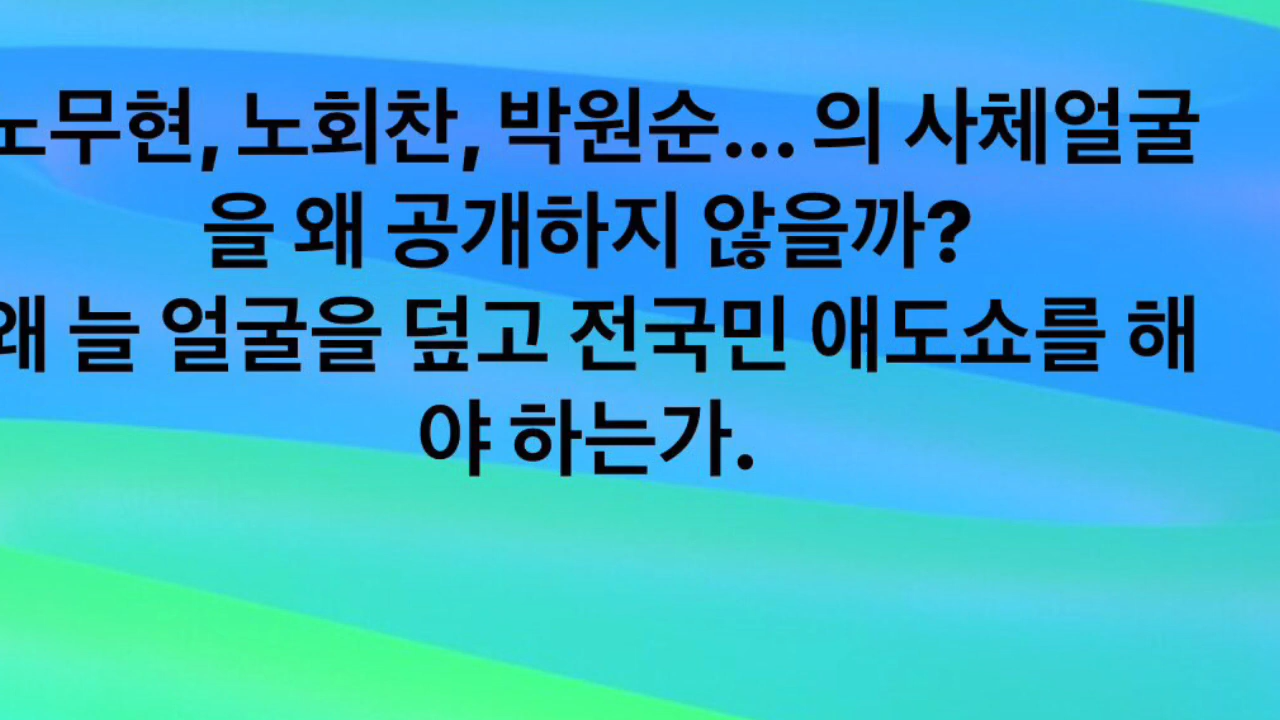 노무현, 노회찬, 박원순... 의 사체얼굴
을 왜 공개하지 않을까?
왜 늘 얼굴을 덮고 전국민 애도쇼를 해
야 하는가.